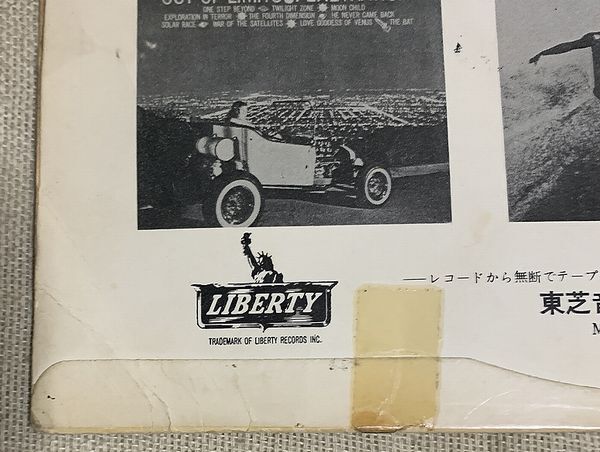 ONE STEP BEYOND TWILIGHT ZONE MOON CHILD
EXPLORATION IN TERROR THE FOURTH DIMENSION HE NEVER CAME BACK
SOLAR RACE WAR OF THE SATELLITES LOVE GODDESS OF VENUS THE BAT
LIBERTY
TRADEMARK OF LIBERTY RECORDS INC.
—レコードから無断でテープ
東芝音
M